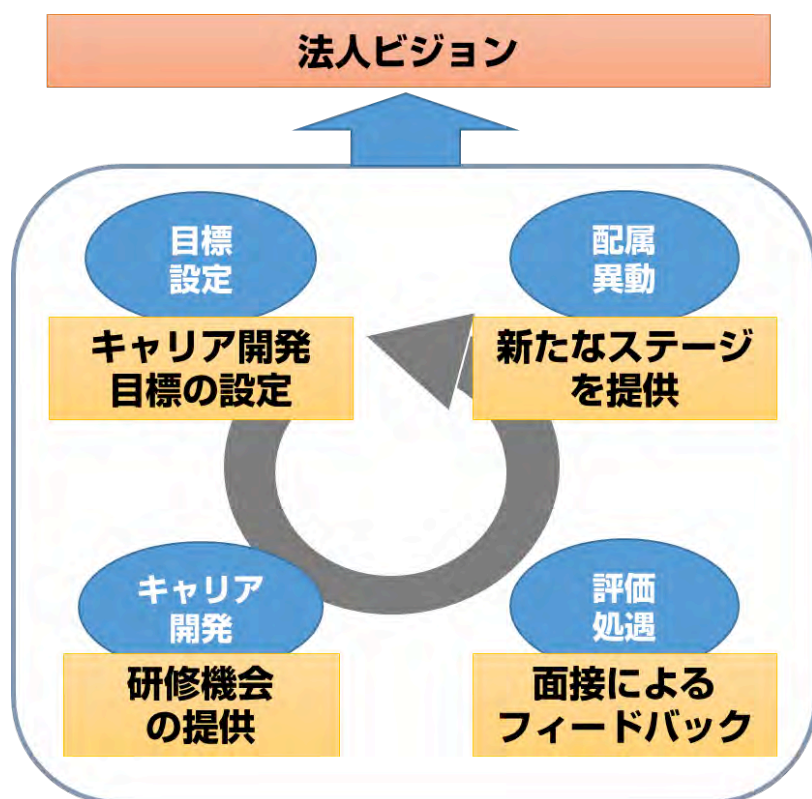 法人ビジョン
目標
設定
キャリア開発
目標の設定
配属
異動
新たなステージ
を提供
キャリア
開発
研修機会
の提供
評価
処遇
面接による
フィードバック